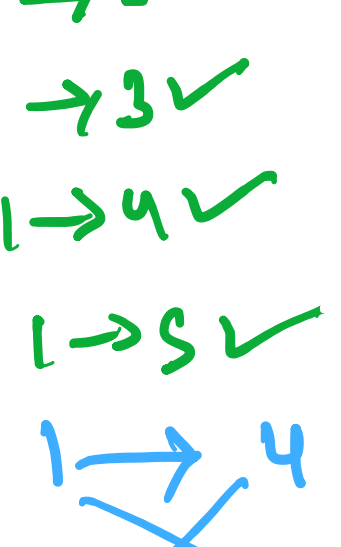 → 3 ✓
1 → 4 ✓
1 → 5 ✓
1 → 4